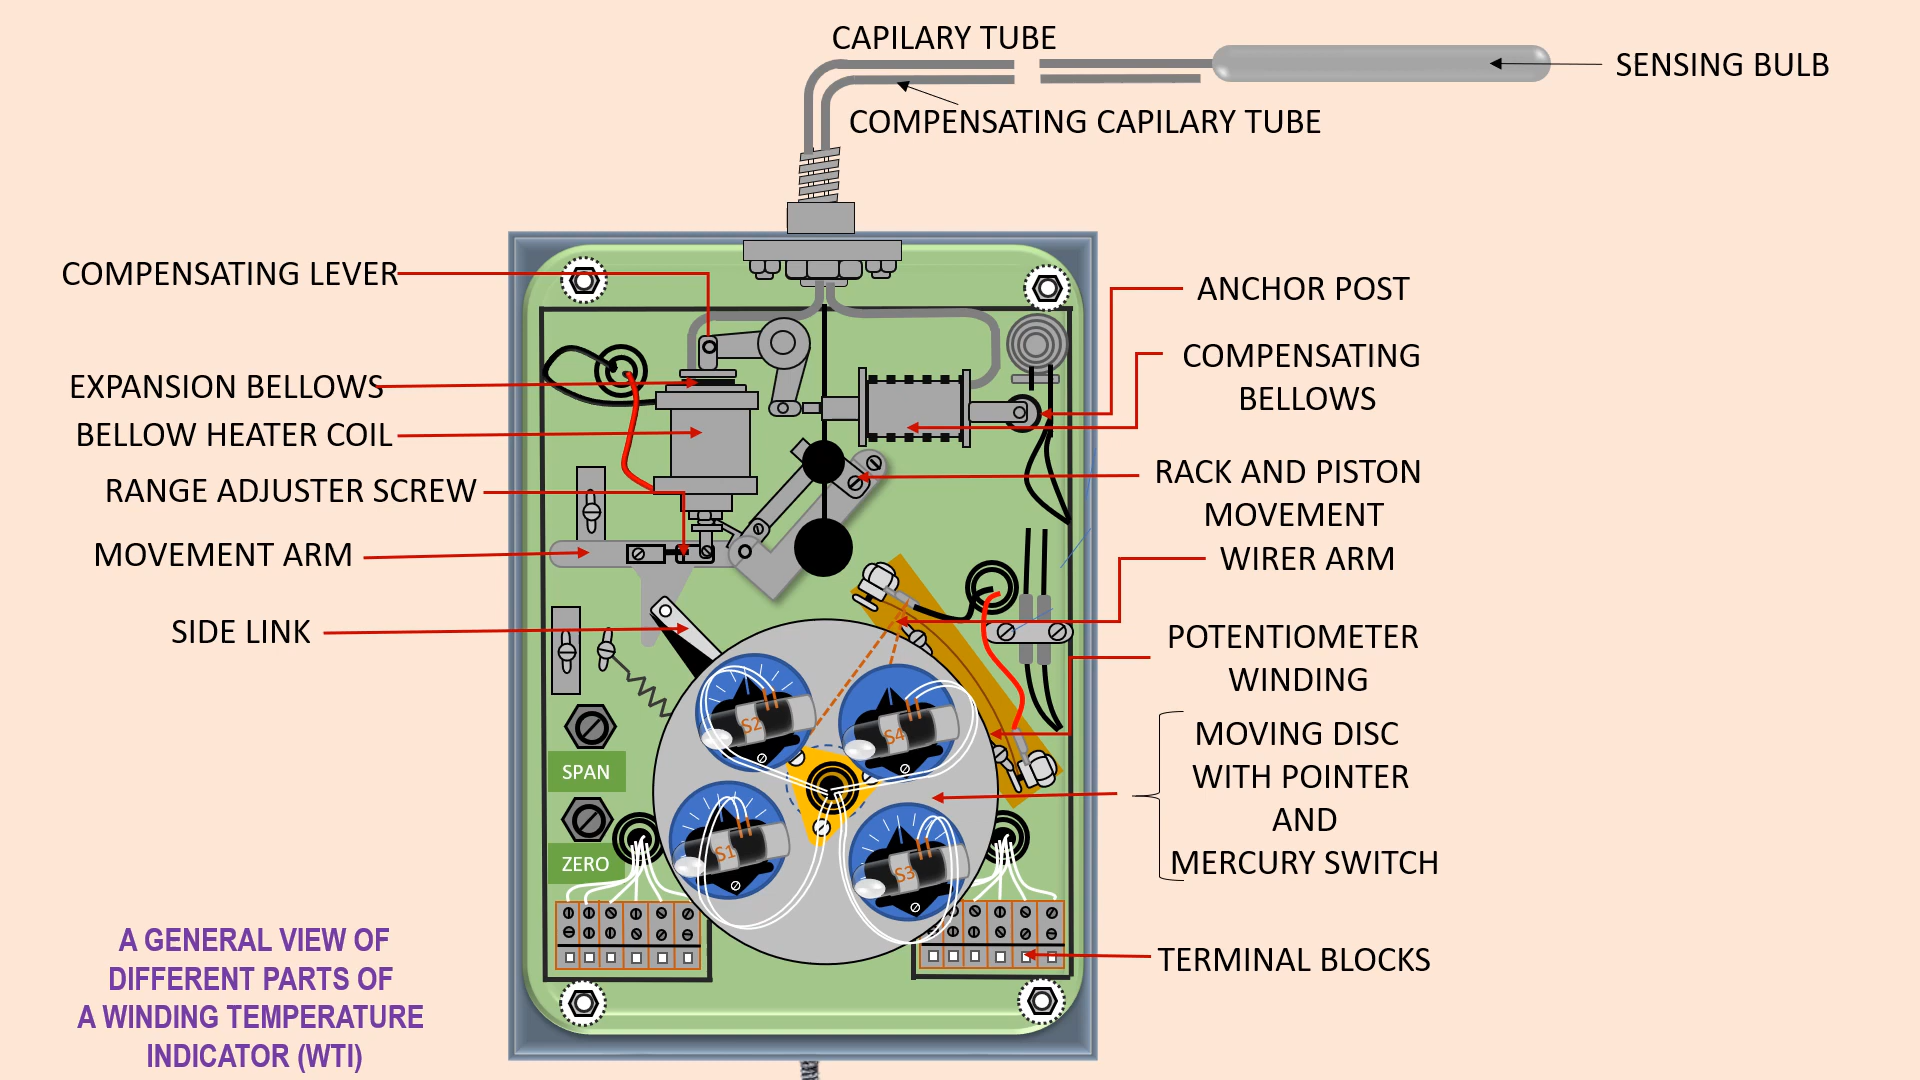 CAPILARY TUBE
SENSING BULB
COMPENSATING CAPILARY TUBE
COMPENSATING LEVER
EXPANSION BELLOWS
BELLOW HEATER COIL
RANGE ADJUSTER SCREW
MOVEMENT ARM
SIDE LINK
ANCHOR POST
COMPENSATING
BELLOWS
RACK AND PISTON
MOVEMENT
WIRER ARM
POTENTIOMETER
WINDING
MOVING DISC
WITH POINTER
AND
MERCURY SWITCH
TERMINAL BLOCKS
SPAN
ZERO
S2
S4
S1
S3
A GENERAL VIEW OF
DIFFERENT PARTS OF
A WINDING TEMPERATURE
INDICATOR (WTI)